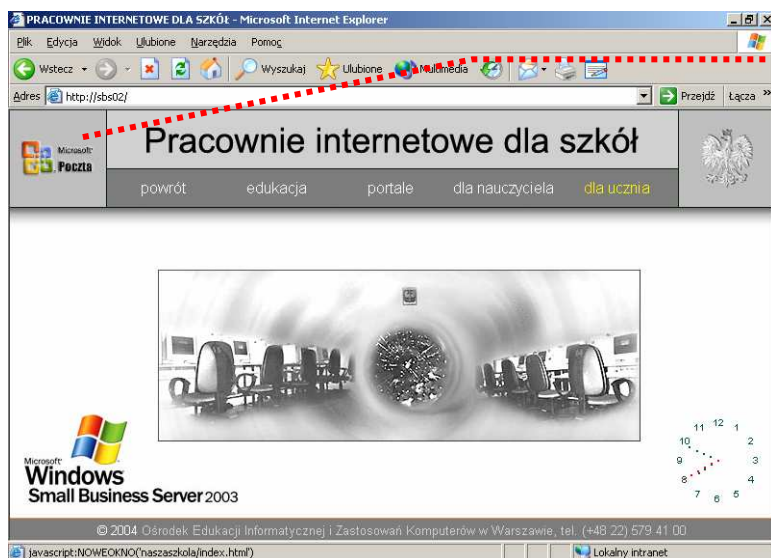 PRACOWNIE INTERNETOWE DLA SZKÓŁ - Microsoft Internet Explorer
Plik Edycja Widok Ulubione Narzędzia Pomoc
Wstecz Wyszukaj Ulubione Multimedia
Adres http://sbs02/ Przejdź Łącza »
Microsoft
Poczta
Pracownie internetowe dla szkół
powrót edukacja portale dla nauczyciela dla ucznia
Microsoft
Windows
Small Business Server 2003
11 12 1
10 2
9 3
8 4
7 6 5
© 2004 Ośrodek Edukacji Informatycznej i Zastosowań Komputerów w Warszawie, tel. (+48 22) 579 41 00
javascript:NOWEOKNO('naszaszkola/index.html') Lokalny intranet